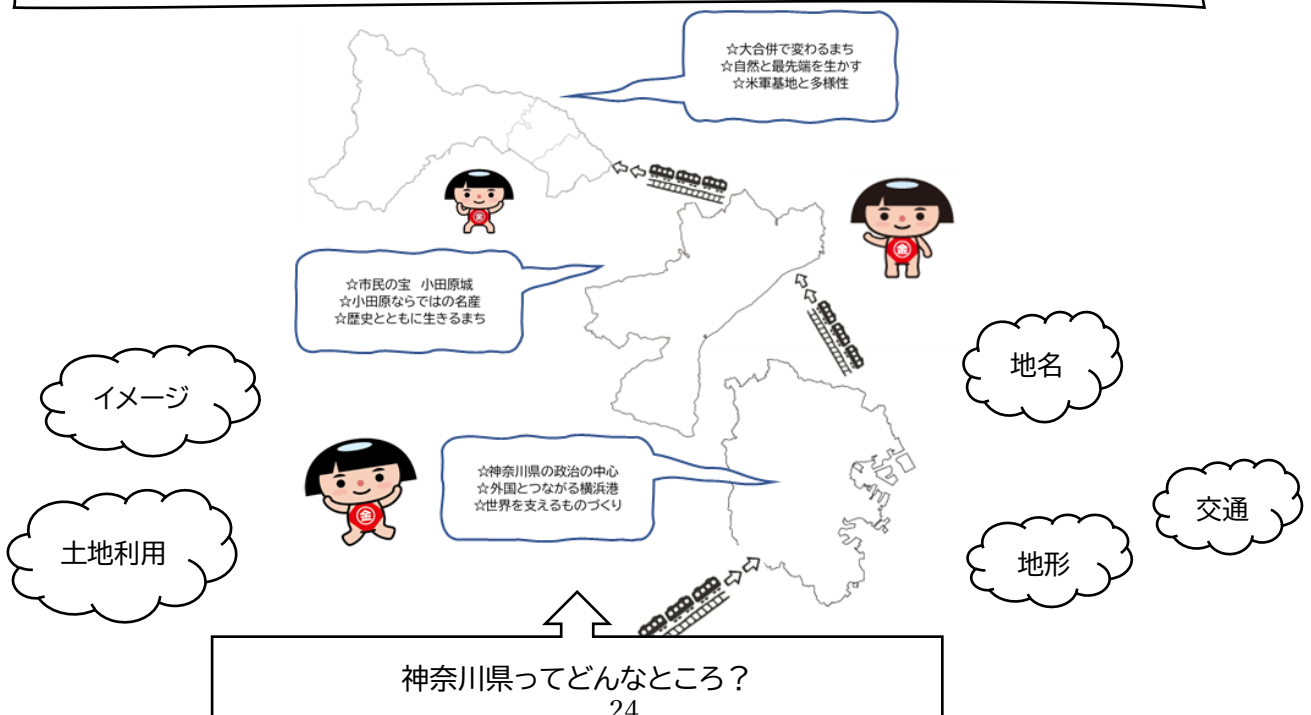 ☆大合併で変わるまち
☆自然と最先端を生かす
☆米軍基地と多様性
金
金
☆市民の宝　小田原城
☆小田原ならではの名産
☆歴史とともに生きるまち
地名
イメージ
☆神奈川県の政治の中心
☆外国とつながる横浜港
☆世界を支えるものづくり
金
交通
土地利用
地形
神奈川県ってどんなところ？
24